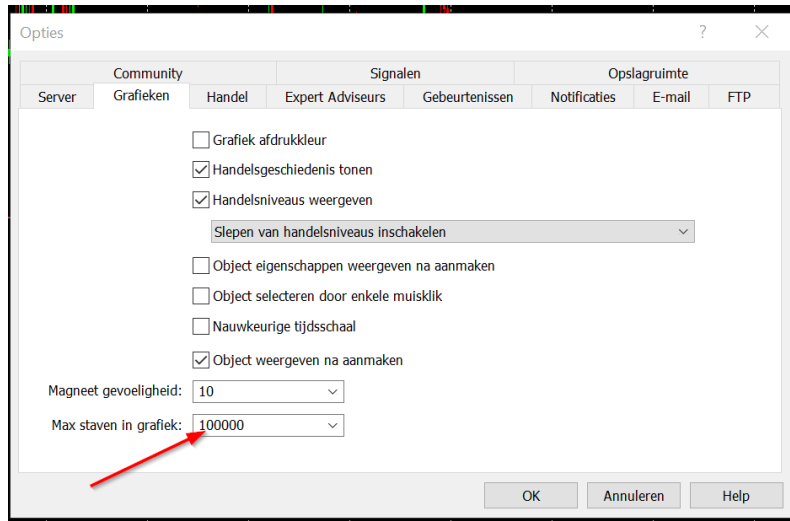 Opties
Community Signalen Opslagruimte
Server Grafieken Handel Expert Adviseurs Gebeurtenissen Notificaties E-mail FTP
Grafiek afdrukkleur
Handelsgeschiedenis tonen
Handelsniveaus weergeven
Slepen van handelsniveaus inschakelen
Object eigenschappen weergeven na aanmaken
Object selecteren door enkele muisklik
Nauwkeurige tijdsschaal
Object weergeven na aanmaken
Magneet gevoeligheid: 10
Max staven in grafiek: 100000
OK Annuleren Help